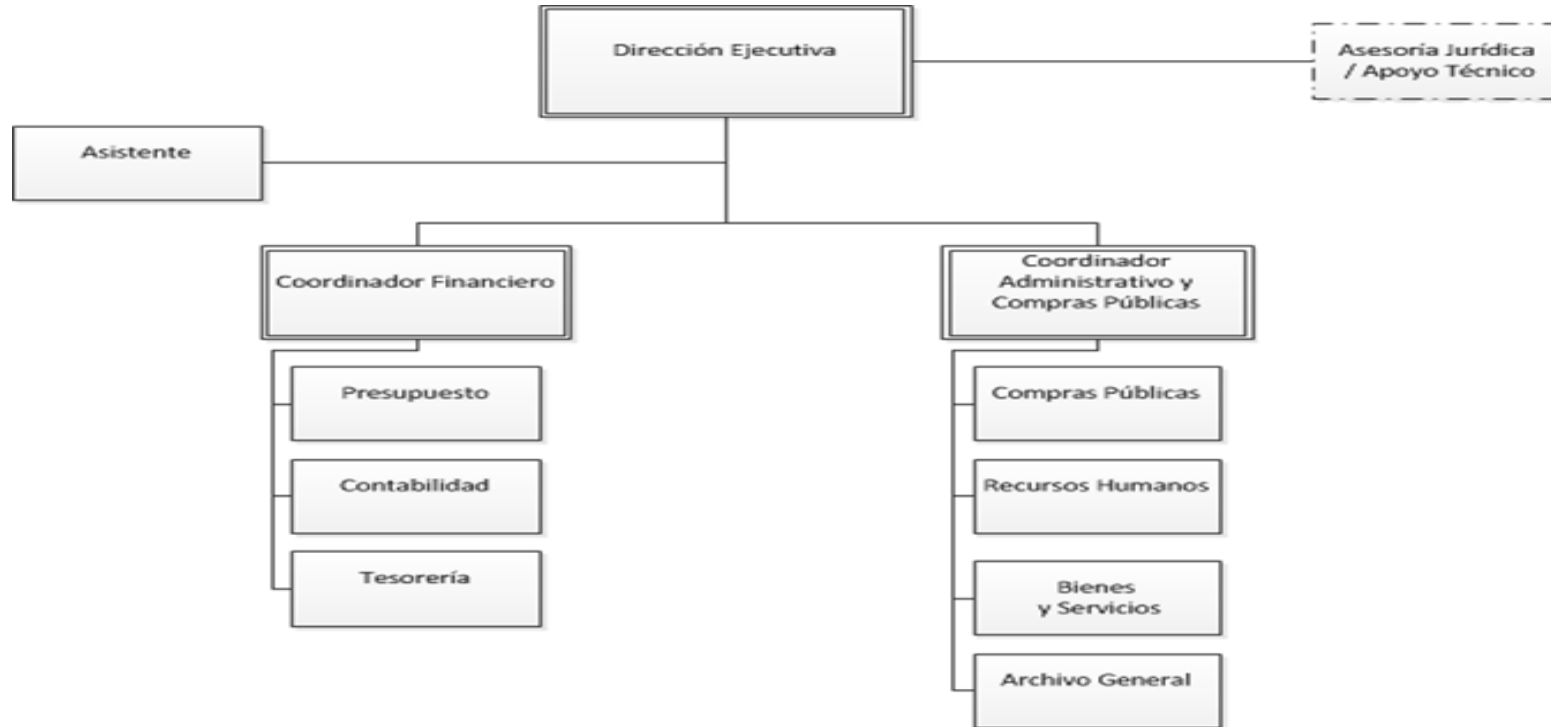 Dirección Ejecutiva
Asesoría Jurídica
/ Apoyo Técnico
Asistente
Coordinador Financiero
Coordinador
Administrativo y
Compras Públicas
Presupuesto
Contabilidad
Tesorería
Compras Públicas
Recursos Humanos
Bienes
y Servicios
Archivo General